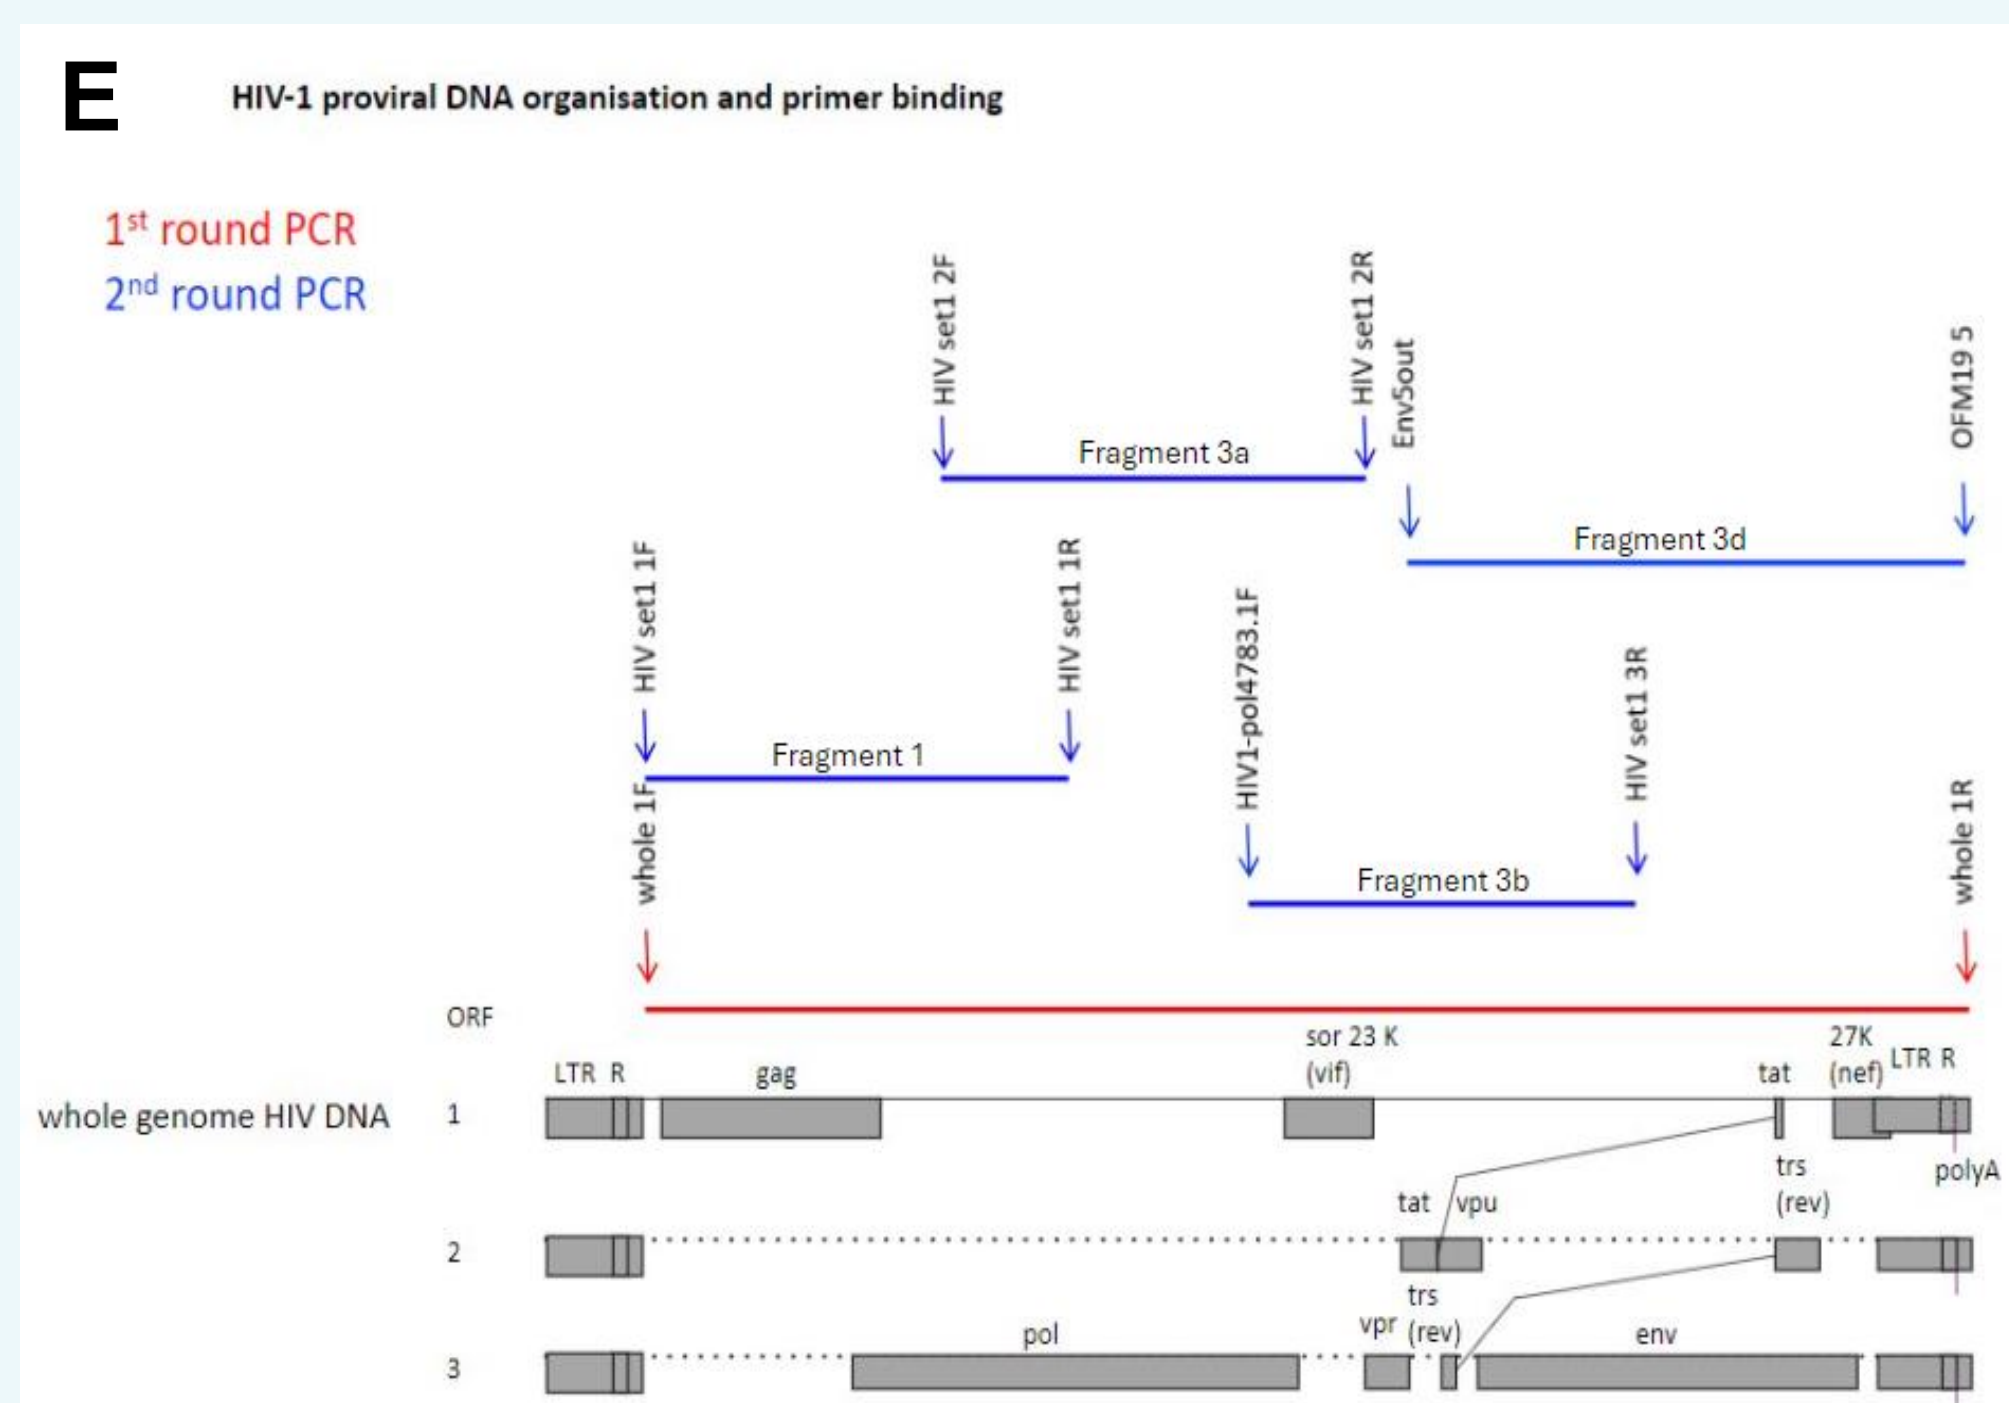 E
HIV-1 proviral DNA organisation and primer binding
1st round PCR
2nd round PCR
HIV set1 2F
HIV set1 2R
Env5out
OFM19 5
Fragment 3a
Fragment 3d
HIV set1 1F
HIV set1 1R
HIV1-pol4783.1F
HIV set1 3R
Fragment 1
whole 1F
whole 1R
Fragment 3b
ORF
sor 23 K
(vif)
27K
(nef)
LTR R
LTR R
gag
tat
whole genome HIV DNA
1
trs
(rev)
polyA
tat
vpu
2
trs
(rev)
vpr
pol
env
3